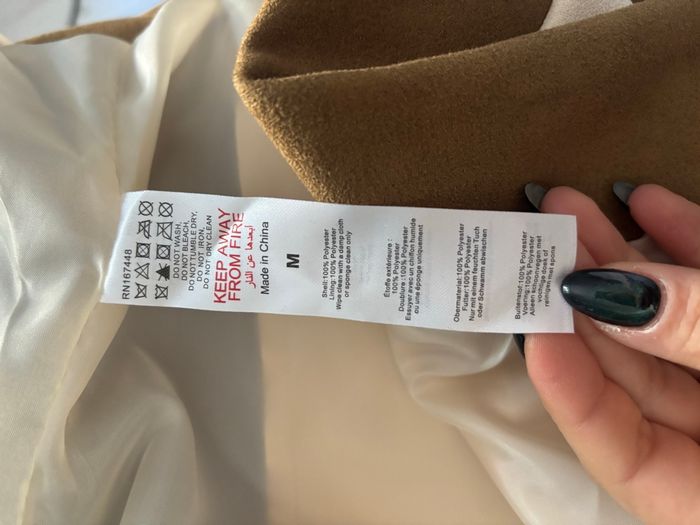 RN167448
DO NOT WASH,
DO NOT BLEACH,
DO NOT TUMBLE DRY,
DO NOT IRON,
DO NOT DRY CLEAN
KEEP AWAY
FROM FIRE
أبعدها عن النار
Made in China
M
Shell:100% Polyester
Lining:100% Polyester
Wipe clean with a damp cloth
or sponge clean only
Étoffe extérieure :
100% Polyester
Doublure :100% Polyester
Essuyer avec un chiffon humide
ou une éponge uniquement
Obermaterial:100% Polyester
Futter:100% Polyester
Nur mit einem feuchten Tuch
oder Schwamm abwischen
Buitenstof:100% Polyester
Voering:100% Polyester
Alleen schoonvegen met
vochtige doek of
reinigen met spons